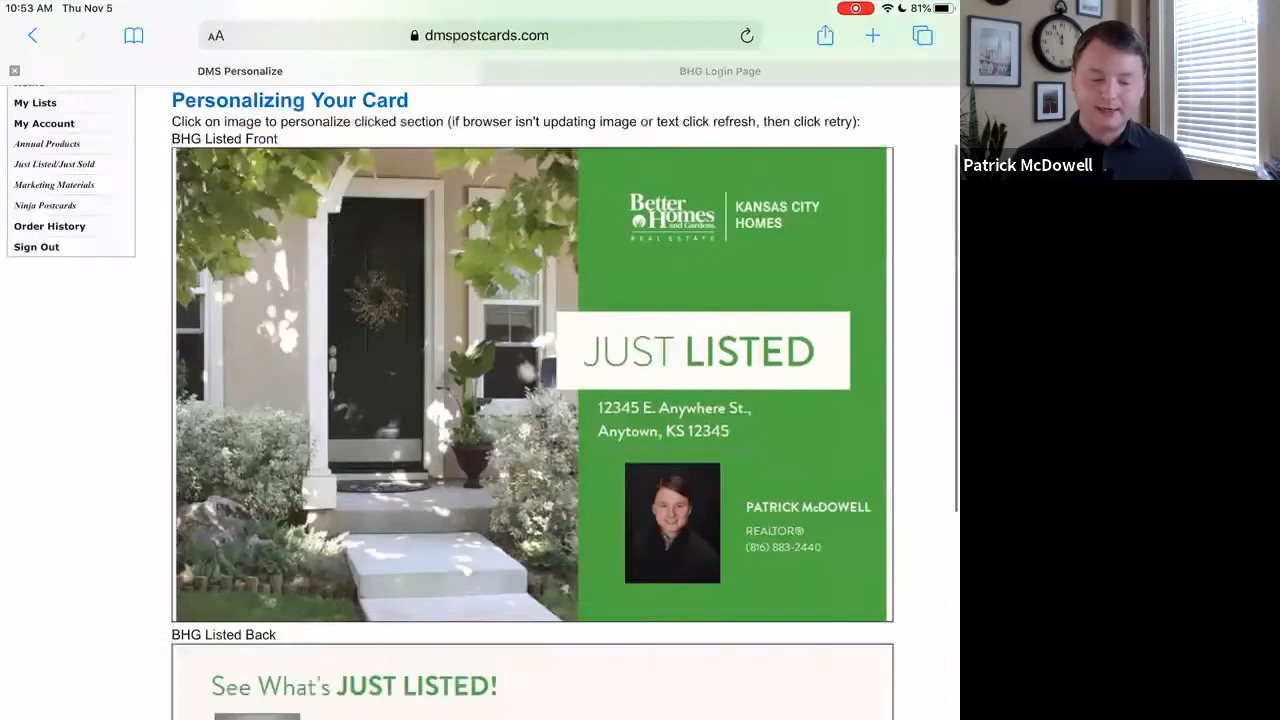 10:53 AM Thu Nov 5
81%
AA
dmspostcards.com
DMS Personalize
BHG Login Page
My Lists
My Account
Annual Products
Just Listed/Just Sold
Marketing Materials
Ninja Postcards
Order History
Sign Out
Personalizing Your Card
Click on image to personalize clicked section (if browser isn't updating image or text click refresh, then click retry):
BHG Listed Front
Better
Homes
and Gardens
REAL ESTATE
KANSAS CITY
HOMES
JUST LISTED
12345 E. Anywhere St.,
Anytown, KS 12345
PATRICK McDOWELL
REALTOR®
(816) 883-2440
BHG Listed Back
See What's JUST LISTED!
Patrick McDowell